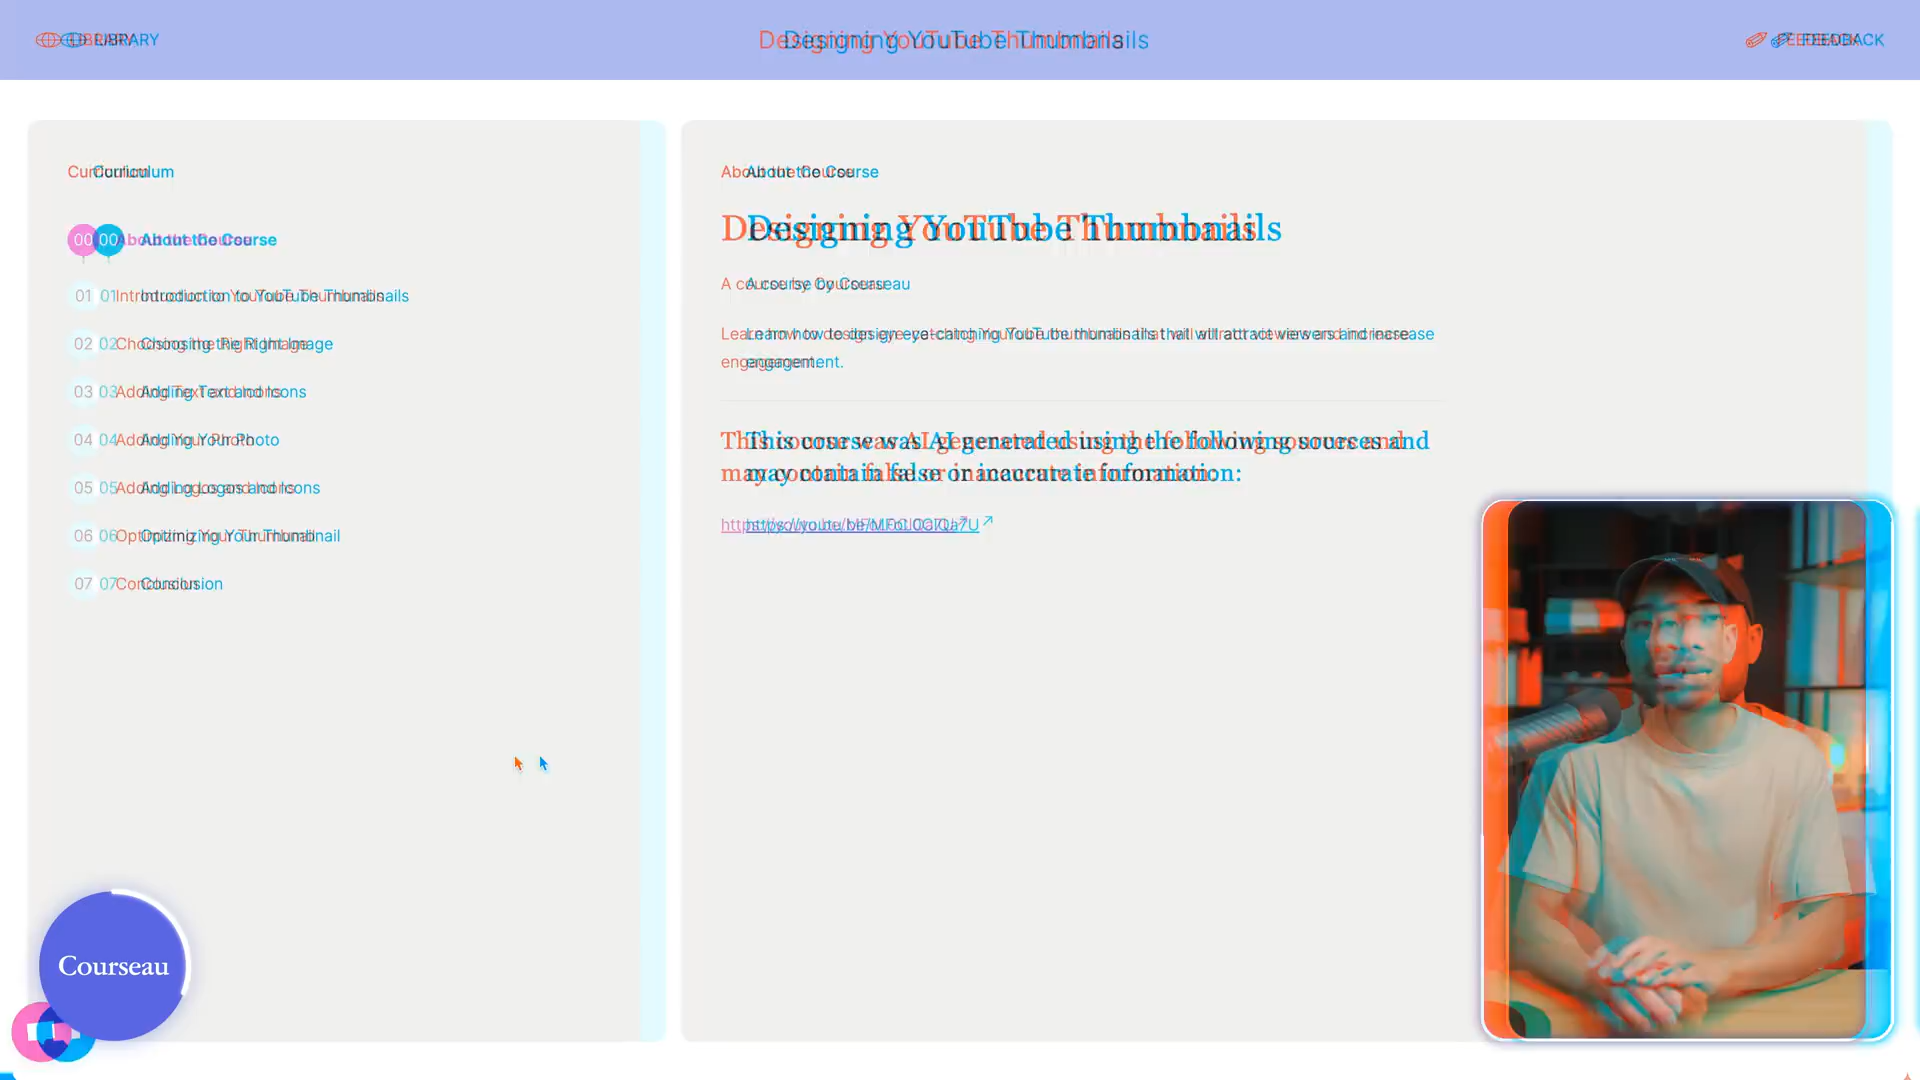 LIBRARY
Designing YouTube Thumbnails
FEEDBACK
Curriculum
00 About the Course
01 Introduction to YouTube Thumbnails
02 Choosing the Right Image
03 Adding Text and Icons
04 Adding Your Photo
05 Adding Logos and Icons
06 Optimizing Your Thumbnail
07 Conclusion
About the Course
Designing YouTube Thumbnails
A course by Courseau
Learn how to design eye-catching YouTube thumbnails that will attract viewers and increase
engagement.
This course was AI generated using the following sources and
may contain false or inaccurate information:
Courseau